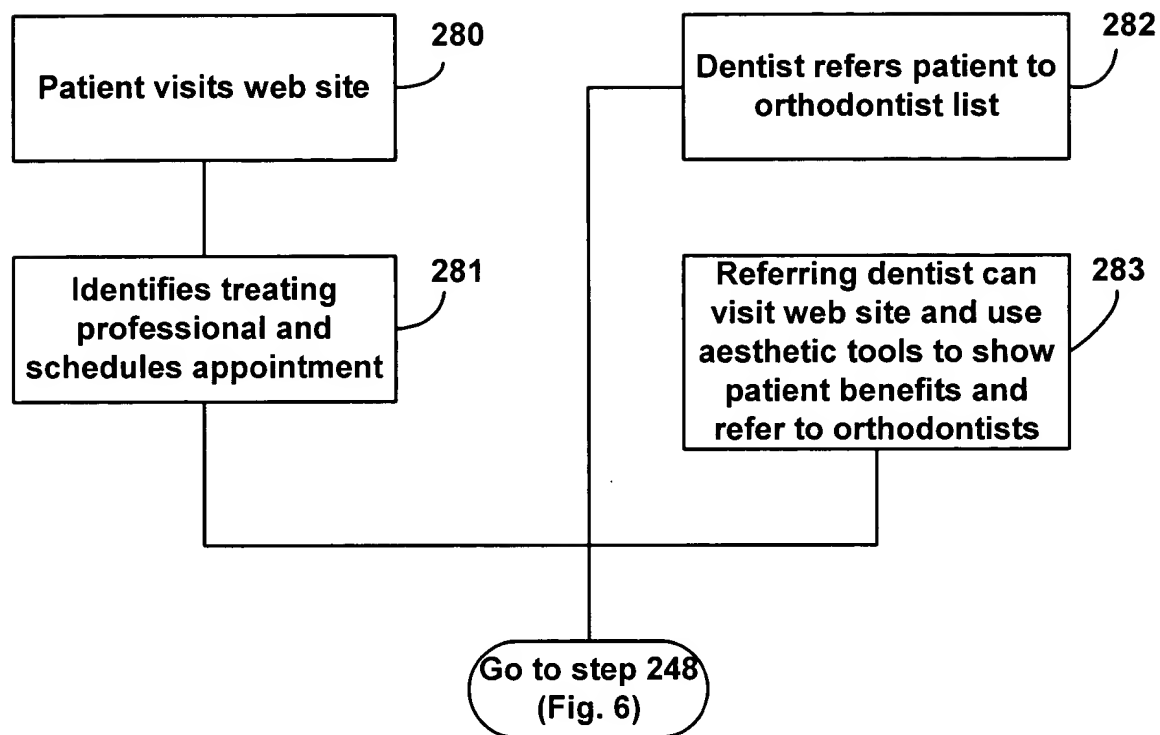 280
Patient visits web site
282
Dentist refers patient to
orthodontist list
281
Identifies treating
professional and
schedules appointment
283
Referring dentist can
visit web site and use
aesthetic tools to show
patient benefits and
refer to orthodontists
Go to step 248
(Fig. 6)